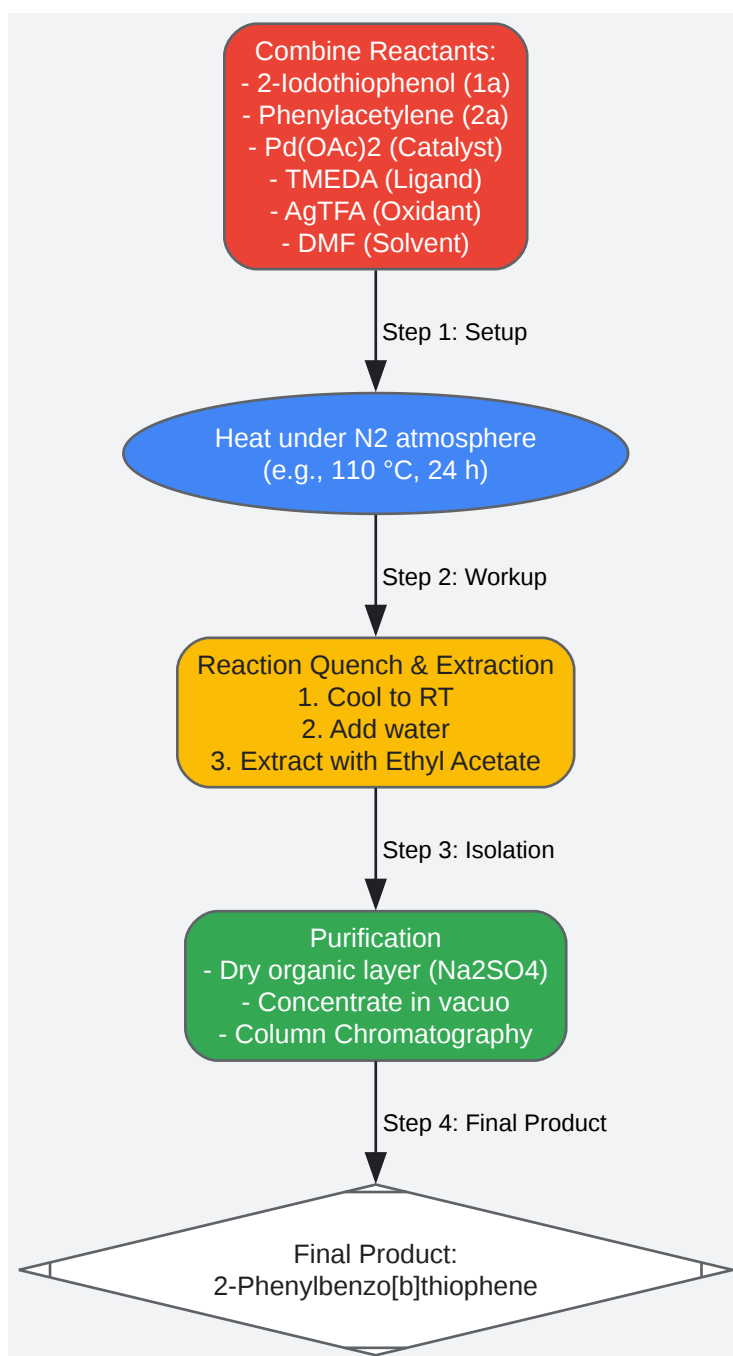 Combine Reactants:
- 2-Iodothiophenol (1a)
- Phenylacetylene (2a)
- Pd(OAc)2 (Catalyst)
- TMEDA (Ligand)
- AgTFA (Oxidant)
- DMF (Solvent)
Step 1: Setup
Heat under N2 atmosphere
(e.g., 110 °C, 24 h)
Step 2: Workup
Reaction Quench & Extraction
1. Cool to RT
2. Add water
3. Extract with Ethyl Acetate
Step 3: Isolation
Purification
- Dry organic layer (Na2SO4)
- Concentrate in vacuo
- Column Chromatography
Step 4: Final Product
Final Product:
2-Phenylbenzo[b]thiophene